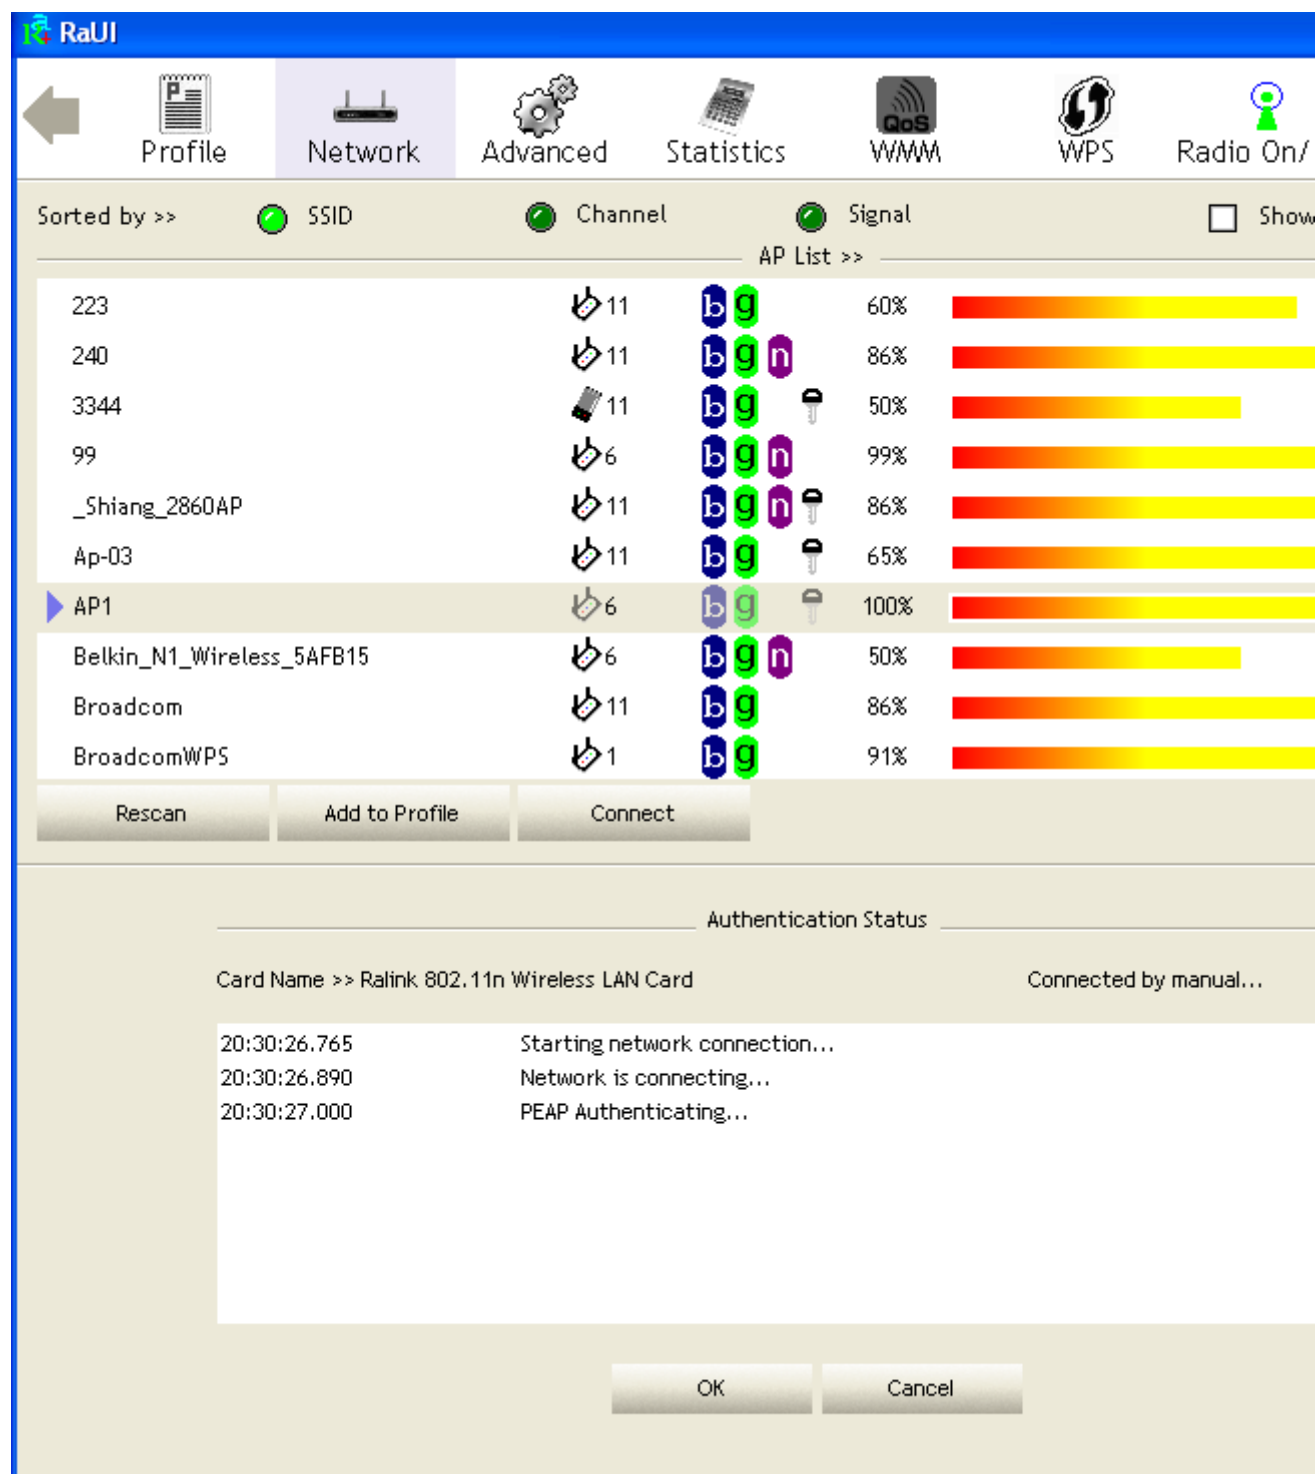 RaUI
Profile Network Advanced Statistics QoS WMM WPS Radio On/
Sorted by >> SSID Channel Signal Show
AP List >>
223 11 b g 60%
240 11 b g n 86%
3344 11 b g 50%
99 6 b g n 99%
_Shiang_2860AP 11 b g n 86%
Ap-03 11 b g 65%
AP1 6 b g 100%
Belkin_N1_Wireless_5AFB15 6 b g n 50%
Broadcom 11 b g 86%
BroadcomWPS 1 b g 91%
Rescan Add to Profile Connect
Authentication Status
Card Name >> Ralink 802.11n Wireless LAN Card Connected by manual...
20:30:26.765 Starting network connection...
20:30:26.890 Network is connecting...
20:30:27.000 PEAP Authenticating...
OK Cancel